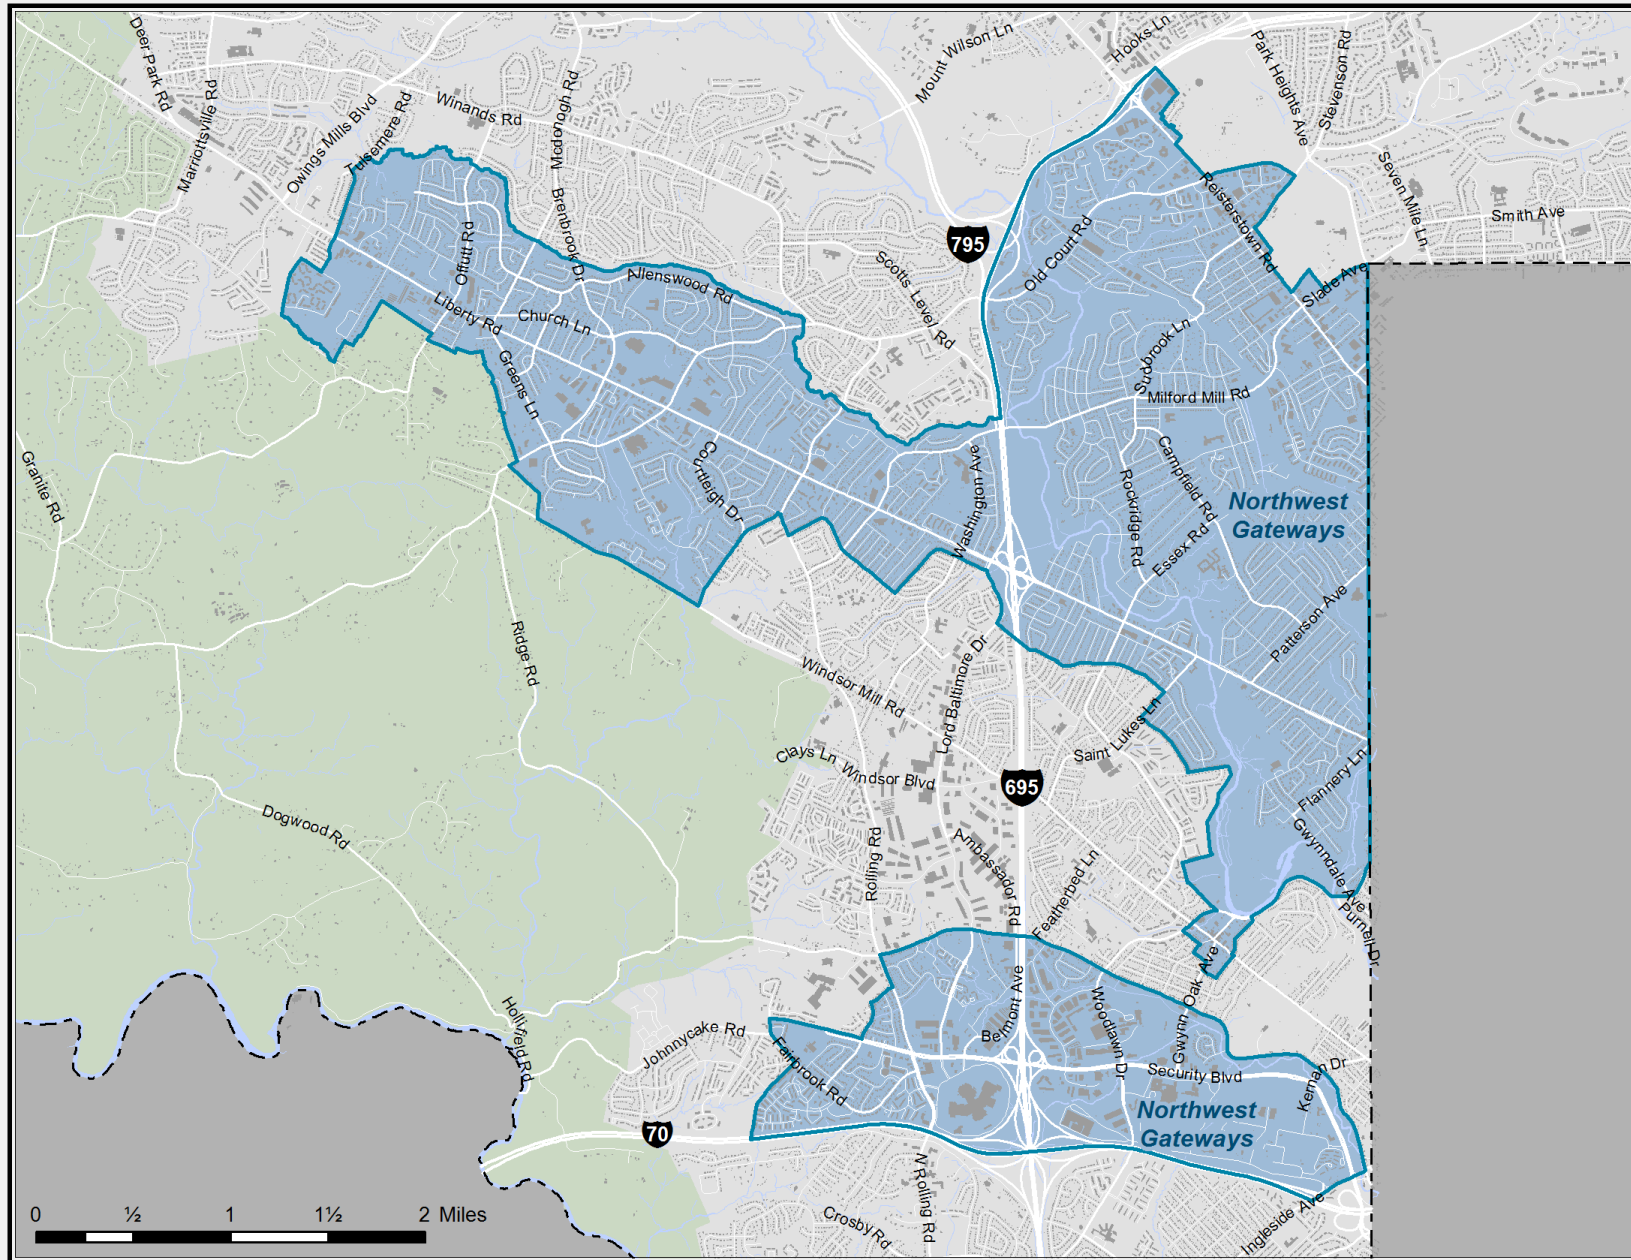 Deer Park Rd
Marriottsville Rd
Owings Mills Blvd
Tulsemere Rd
Winands Rd
Mcdonogh Rd
Mount Wilson Ln
Hooks Ln
Park Heights Ave
Stevenson Rd
Seven Mile Ln
Smith Ave
Brenbrook Dr
Offutt Rd
Allenswood Rd
Liberty Rd
Church Ln
Scotts Level Rd
795
Old Court Rd
Reisterstown Rd
Slade Ave
Sudbrook Ln
Milford Mill Rd
Greens Ln
Courtleigh Dr
Washington Ave
Rockridge Rd
Campfield Rd
Essex Rd
Northwest
Gateways
Patterson Ave
Granite Rd
Ridge Rd
Windsor Mill Rd
Lord Baltimore Dr
Saint Lukes Ln
Clays Ln
Windsor Blvd
695
Flannery Ln
Gwynndale Ave
Purnell Dr
Dogwood Rd
Rolling Rd
Ambassador Rd
Featherbed Ln
Gwynn Oak Ave
Belmont Ave
Woodlawn Dr
Hollifield Rd
Johnnycake Rd
Fairbrook Rd
Security Blvd
Kernan Dr
Northwest
Gateways
70
N Rolling Rd
Crosby Rd
Ingleside Ave
0 ½ 1 1½ 2 Miles